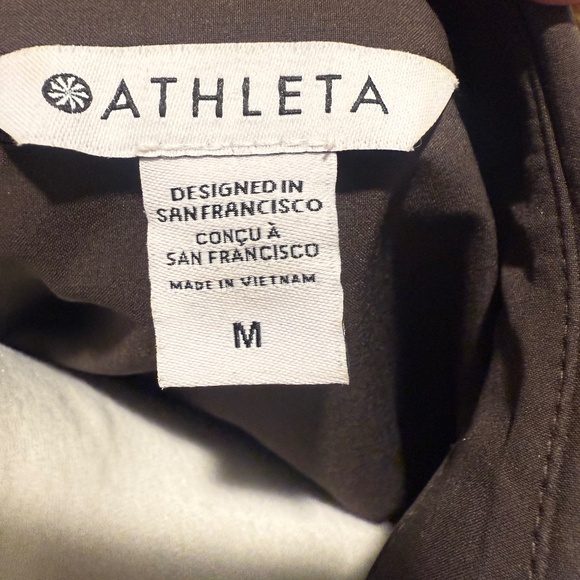 ATHLETA
DESIGNED IN
SAN FRANCISCO
CONÇU À
SAN FRANCISCO
MADE IN VIETNAM
M